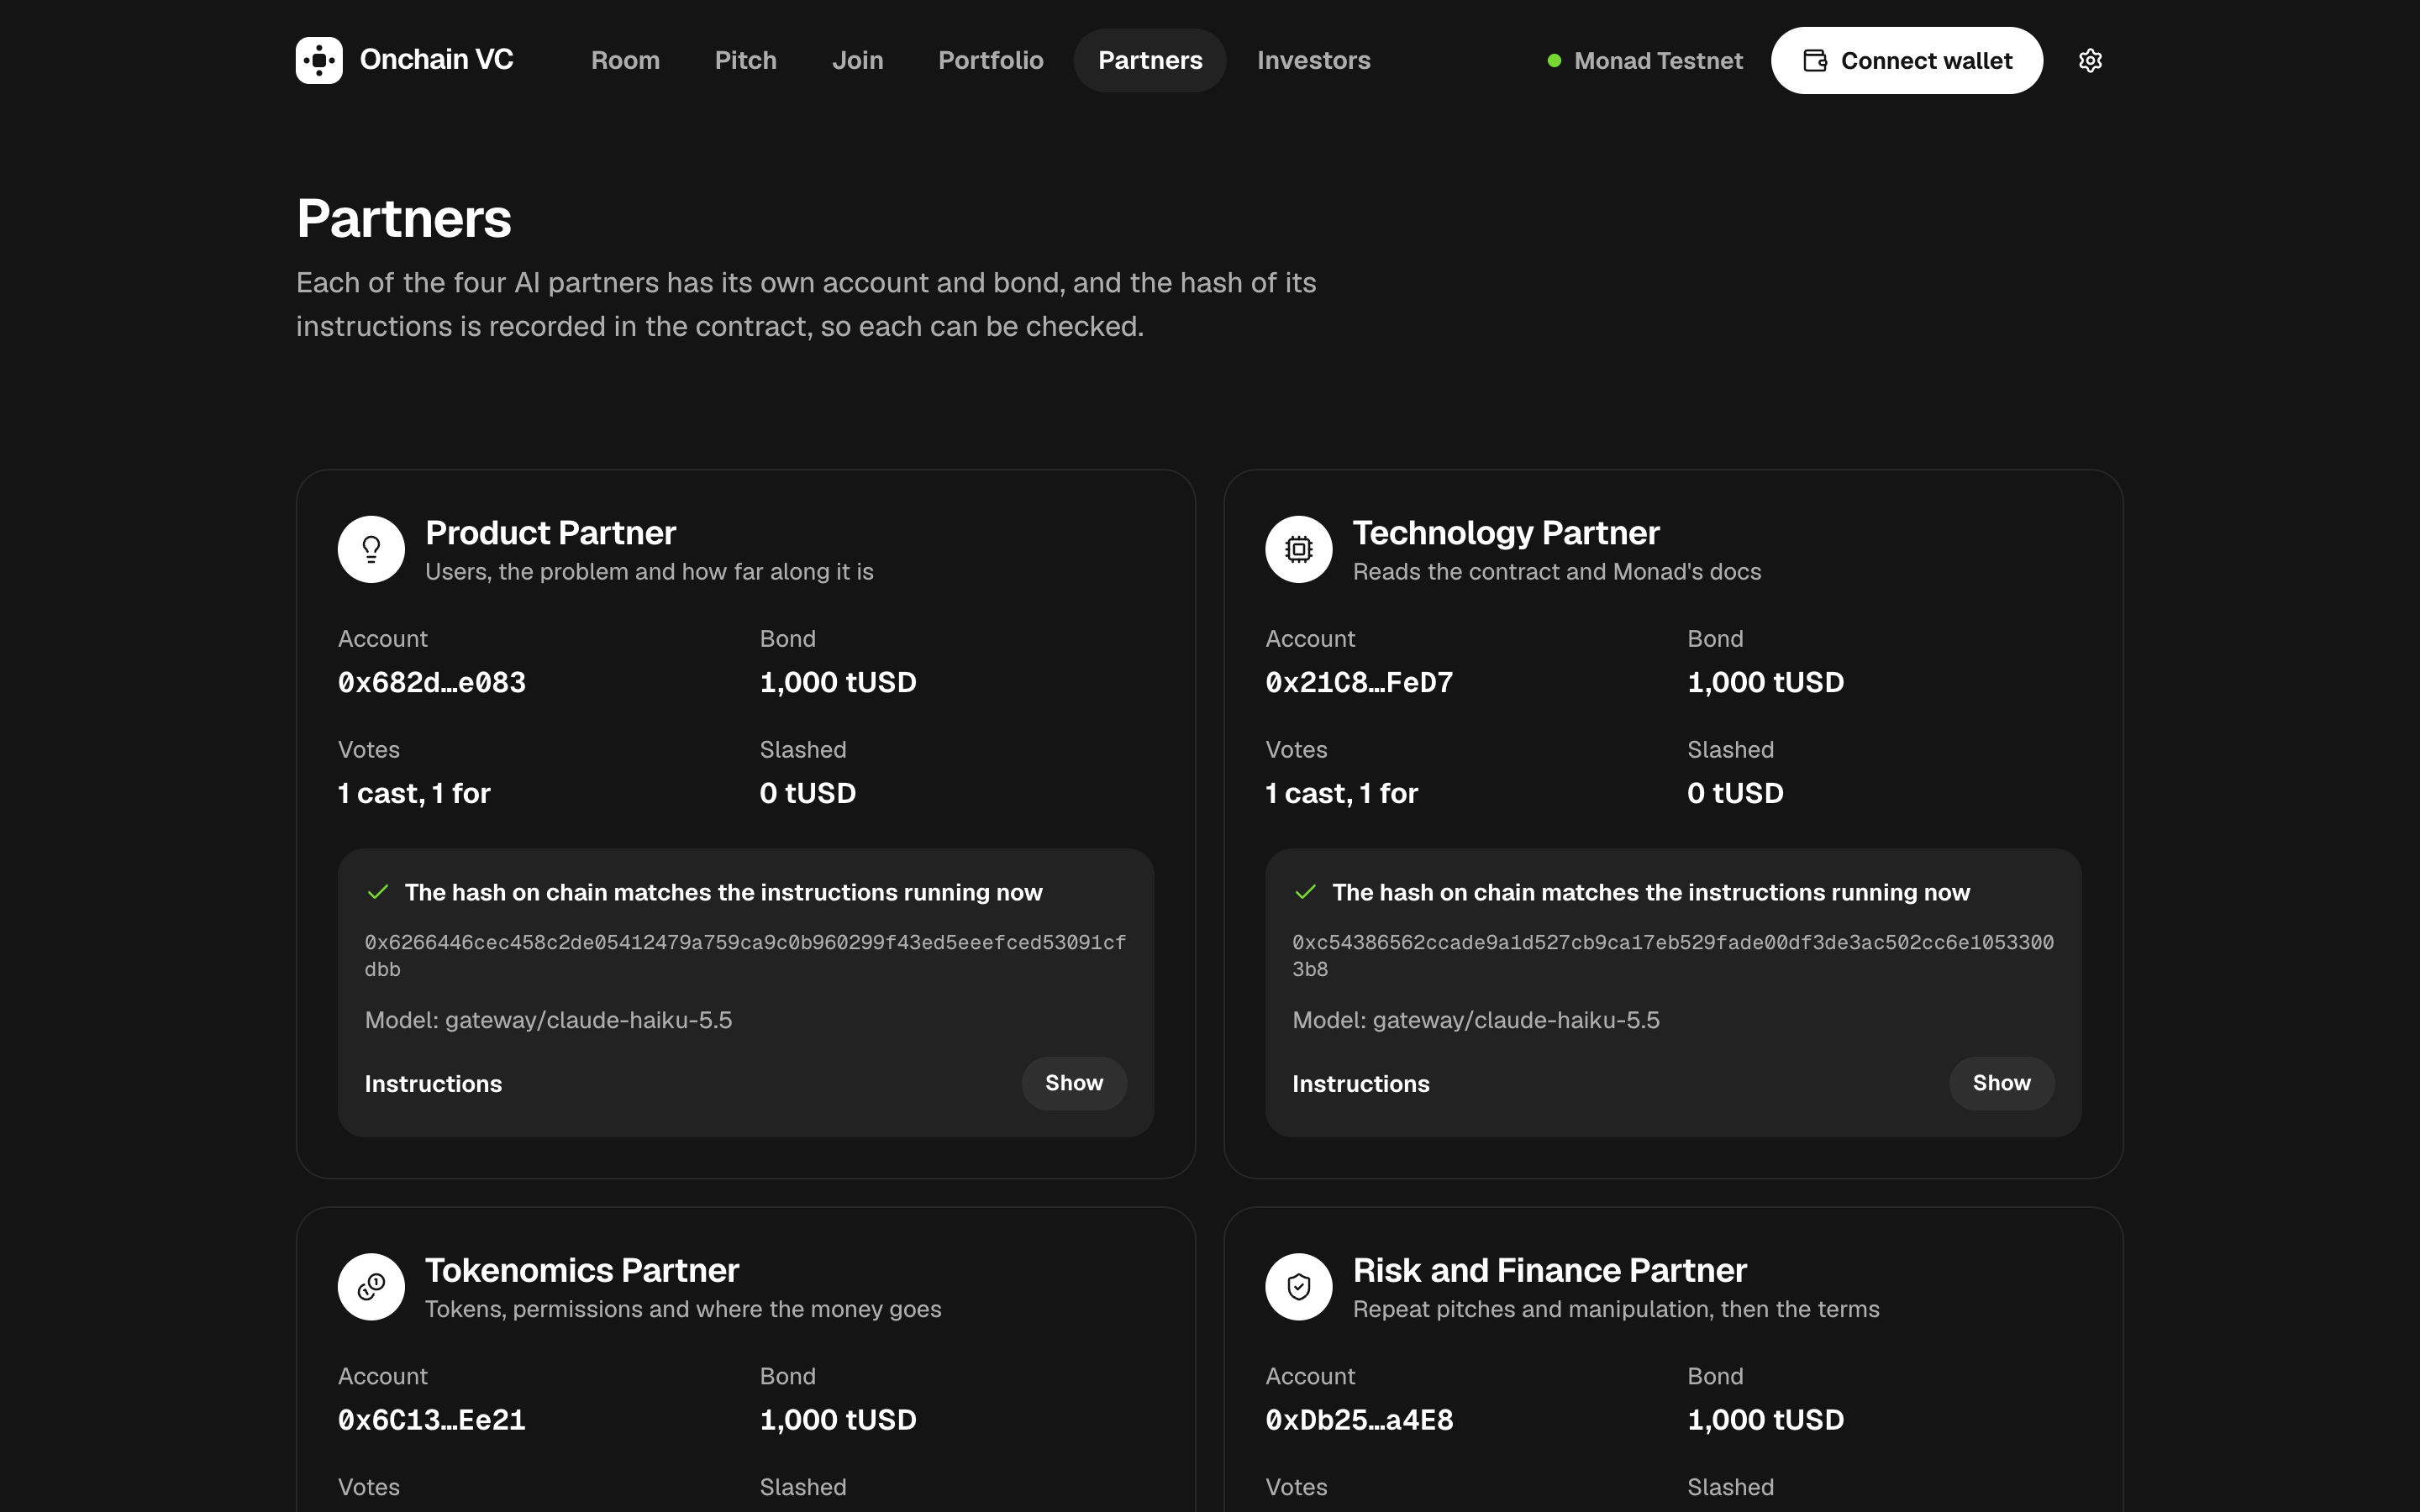 Onchain VC
Room
Pitch
Join
Portfolio
Partners
Investors
Monad Testnet
Connect wallet
Partners
Each of the four AI partners has its own account and bond, and the hash of its
instructions is recorded in the contract, so each can be checked.
Product Partner
Users, the problem and how far along it is
Account
Bond
0x682d…e083
1,000 tUSD
Votes
Slashed
1 cast, 1 for
0 tUSD
The hash on chain matches the instructions running now
0x6266446cec458c2de05412479a759ca9c0b960299f43ed5eeefced53091cf
dbb
Model: gateway/claude-haiku-5.5
Instructions
Show
Technology Partner
Reads the contract and Monad's docs
Account
Bond
0x21C8…FeD7
1,000 tUSD
Votes
Slashed
1 cast, 1 for
0 tUSD
The hash on chain matches the instructions running now
0xc54386562ccade9a1d527cb9ca17eb529fade00df3de3ac502cc6e1053300
3b8
Model: gateway/claude-haiku-5.5
Instructions
Show
Tokenomics Partner
Tokens, permissions and where the money goes
Account
Bond
0x6C13…Ee21
1,000 tUSD
Votes
Slashed
Risk and Finance Partner
Repeat pitches and manipulation, then the terms
Account
Bond
0xDb25…a4E8
1,000 tUSD
Votes
Slashed